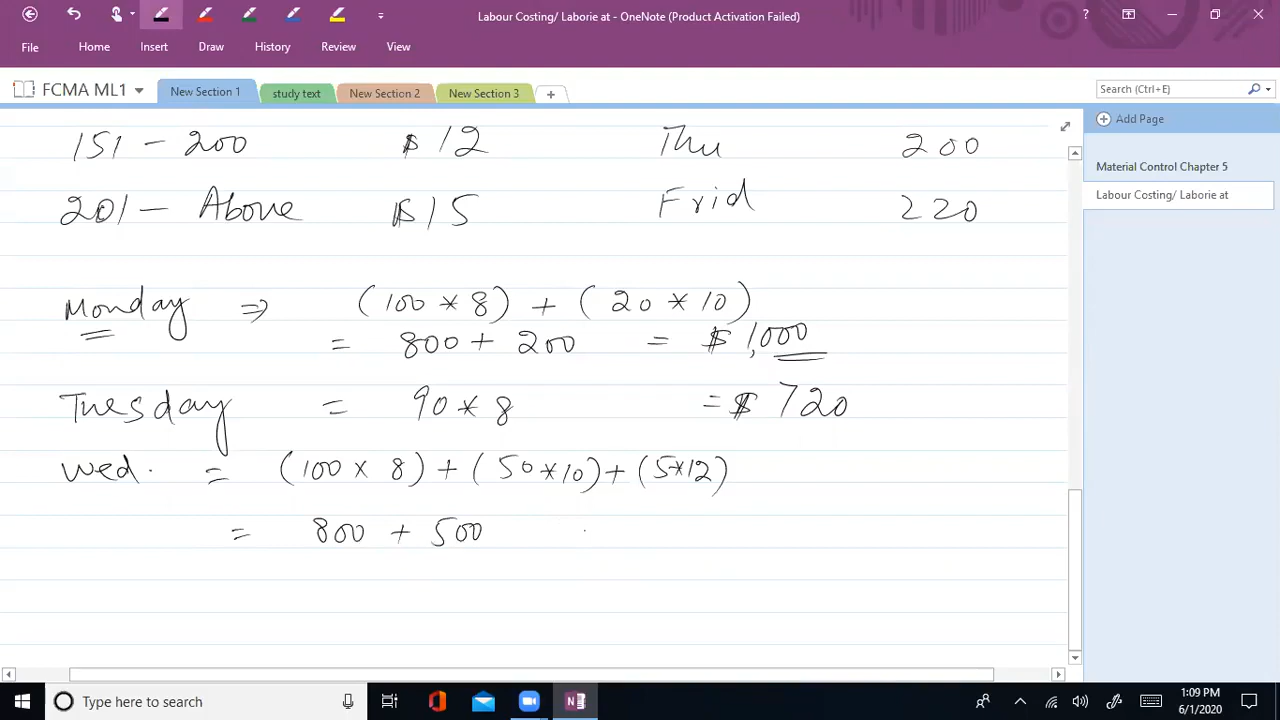 Labour Costing/ Laborie at - OneNote (Product Activation Failed)
?
File Home Insert Draw History Review View
FCMA ML1 New Section 1 study text New Section 2 New Section 3 +
Search (Ctrl+E)
Add Page
Material Control Chapter 5
Labour Costing/ Laborie at
151 - 200 $ 12 Thu 200
201 - Above $15 Frid 220
Monday ⇒ (100 * 8) + (20 * 10)
= 800 + 200 = $ 1,000
Tuesday = 90 * 8 = $ 720
Wed. = (100 x 8) + (50 * 10) + (5*12)
= 800 + 500
Type here to search
1:09 PM
6/1/2020